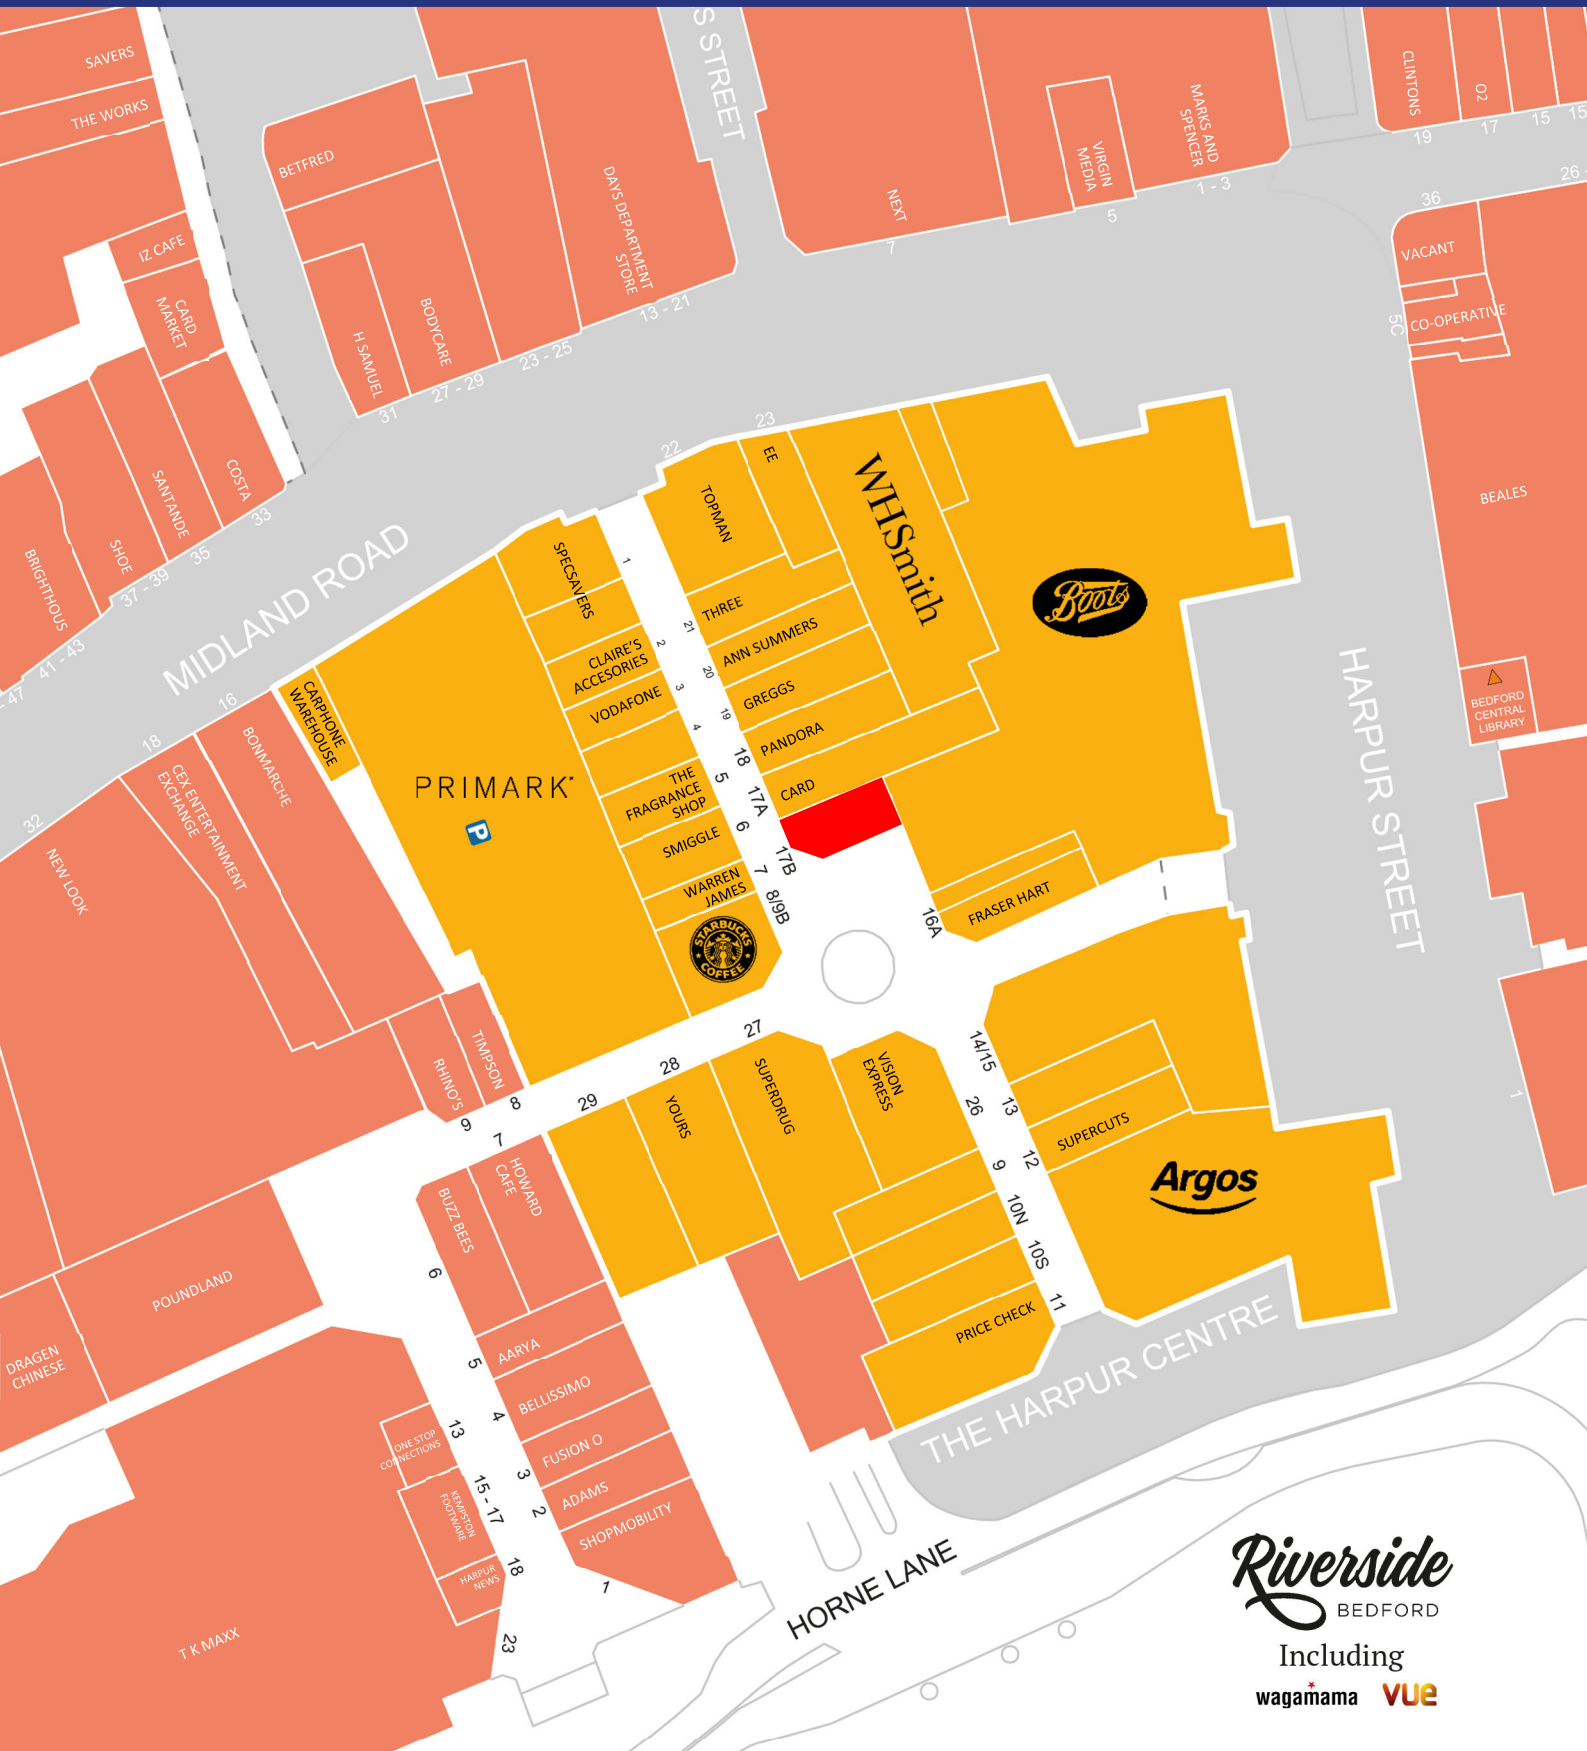 SAVERS
THE WORKS
BETFRED
IZ CAFE
CARD
MARKET
H SAMUEL
BODYCARE
DAYS DEPARTMENT
STORE
S STREET
NEXT
VIRGIN
MEDIA
MARKS AND
SPENCER
CLINTONS
O2
19
17
15
15
7
5
1 - 3
36
26 -
VACANT
5C
CO-OPERATIVE
BEALES
BEDFORD
CENTRAL
LIBRARY
13 - 21
23 - 25
27 - 29
31
COSTA
SANTANDE
SHOE
BRIGHTHOUS
33
35
37 - 39
41 - 43
- 47
MIDLAND ROAD
16
18
32
22
23
TOPMAN
EE
WHSmith
Boots
SPECSAVERS
1
THREE
21
ANN SUMMERS
20
GREGGS
19
PANDORA
18
CARD
17A
17B
CLAIRE'S
ACCESORIES
2
VODAFONE
3
4
THE
FRAGRANCE
SHOP
5
SMIGGLE
6
WARREN
JAMES
7
8/9B
STARBUCKS
COFFEE
CARPHONE
WAREHOUSE
PRIMARK
P
BONMARCHE
CEX ENTERTAINMENT
EXCHANGE
NEW LOOK
HARPUR STREET
16A
FRASER HART
TIMPSON
RHINO'S
8
9
7
29
28
27
YOURS
SUPERDRUG
VISION
EXPRESS
14/15
26
13
SUPERCUTS
12
9
10N
10S
11
Argos
PRICE CHECK
1
HOWARD
CAFE
BUZZ BEES
6
POUNDLAND
DRAGEN
CHINESE
AARYA
5
BELLISSIMO
4
FUSION O
3
ADAMS
2
SHOPMOBILITY
1
ONE STOP
CONNECTIONS
13
KEMPSTON
FOOTWARE
15 - 17
HARPUR
NEWS
18
23
T K MAXX
THE HARPUR CENTRE
HORNE LANE
Riverside
BEDFORD
Including
wagamama vue